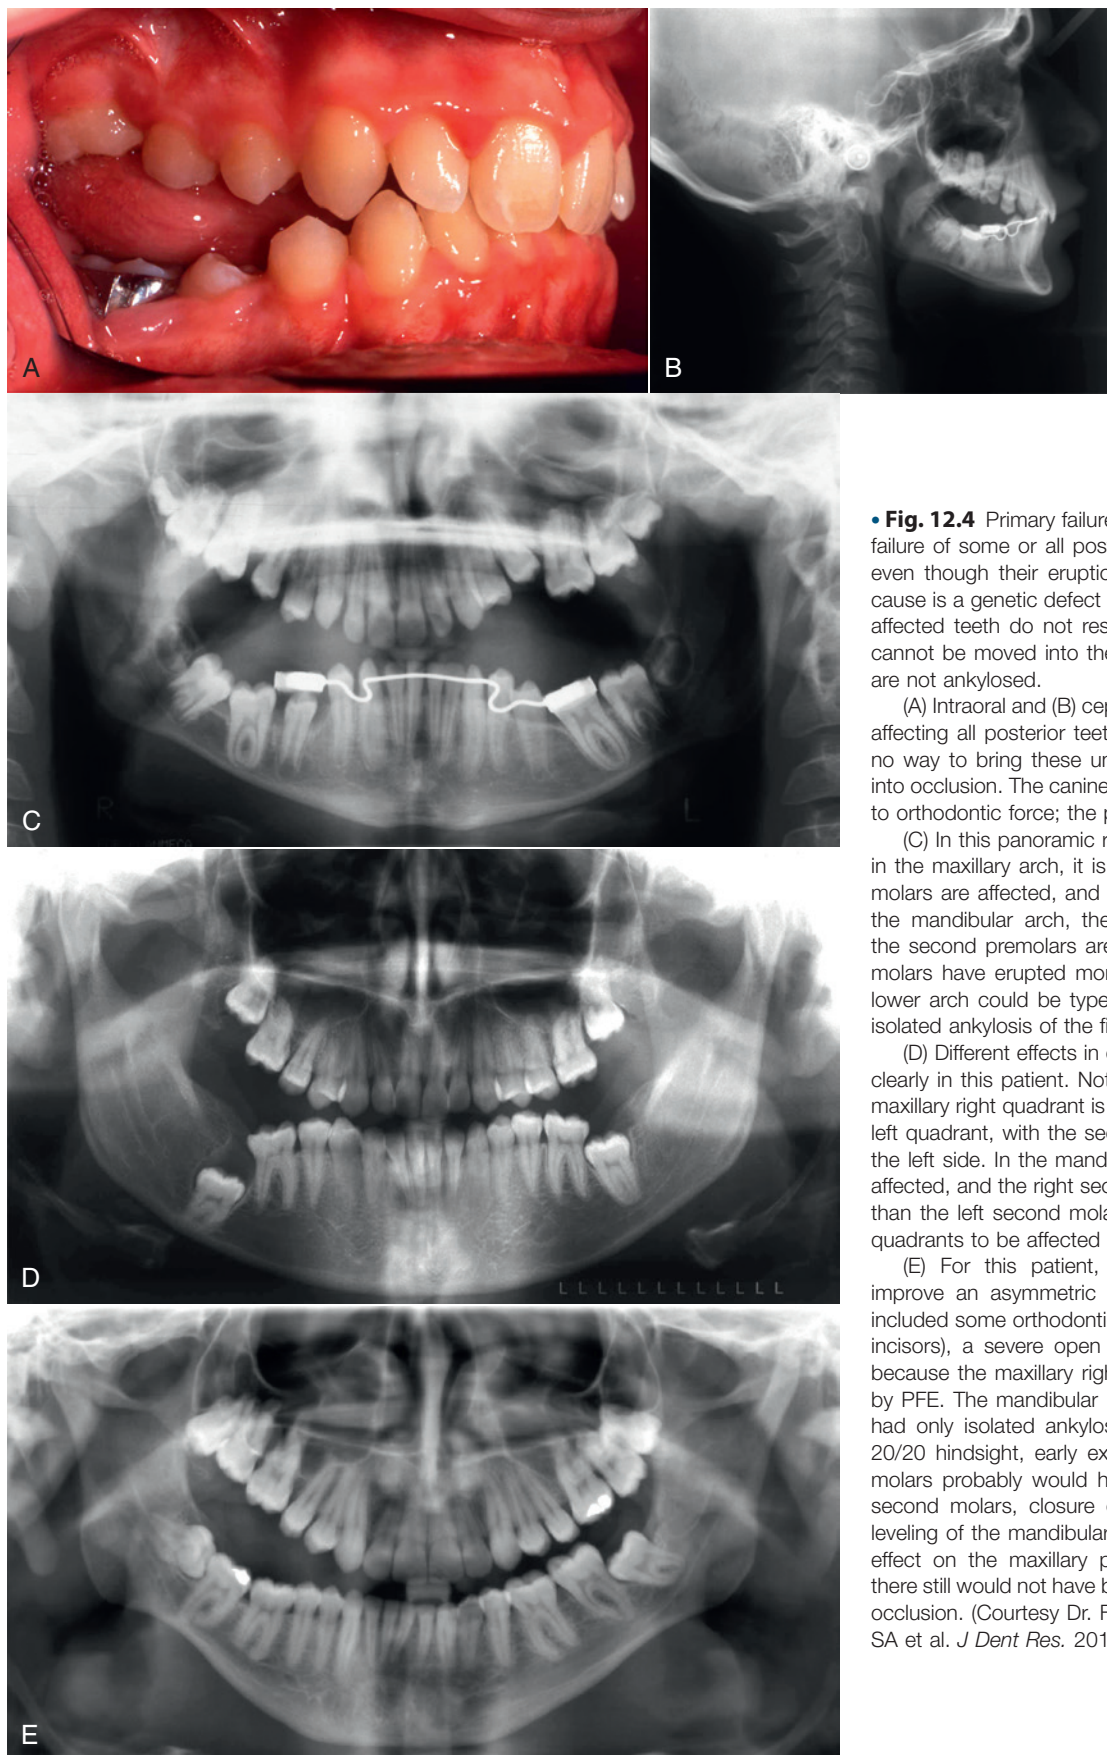 A
B
C
R
L
D
L L L L L L L L L L L L L
E
• Fig. 12.4 Primary failure
failure of some or all pos
even though their eruptio
cause is a genetic defect
affected teeth do not res
cannot be moved into the
are not ankylosed.
(A) Intraoral and (B) cep
affecting all posterior teet
no way to bring these un
into occlusion. The canine
to orthodontic force; the p
(C) In this panoramic r
in the maxillary arch, it is
molars are affected, and
the mandibular arch, the
the second premolars are
molars have erupted mor
lower arch could be type
isolated ankylosis of the fi
(D) Different effects in
clearly in this patient. Not
maxillary right quadrant is
left quadrant, with the sec
the left side. In the mand
affected, and the right sec
than the left second mola
quadrants to be affected
(E) For this patient,
improve an asymmetric
included some orthodonti
incisors), a severe open
because the maxillary righ
by PFE. The mandibular
had only isolated ankylos
20/20 hindsight, early ex
molars probably would h
second molars, closure
leveling of the mandibular
effect on the maxillary p
there still would not have b
occlusion. (Courtesy Dr. F
SA et al. J Dent Res. 201